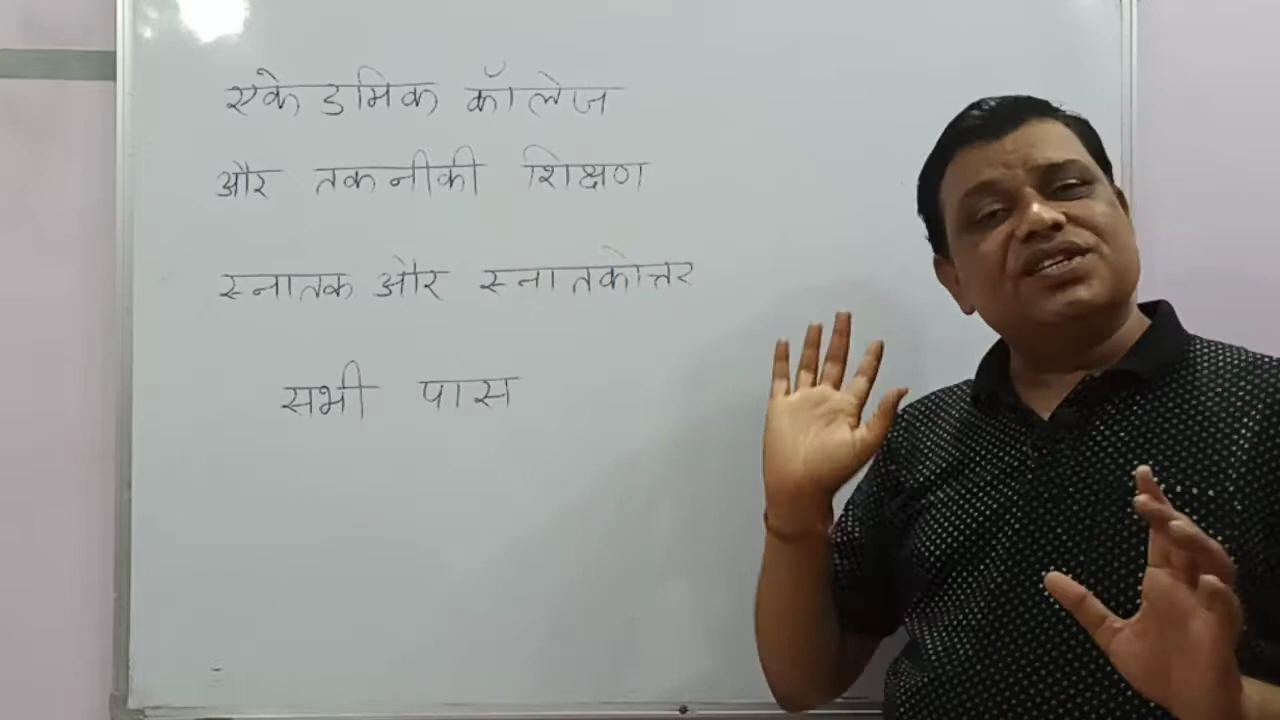 एकेडमिक कॉलेज
और तकनीकी शिक्षण
स्नातक और स्नातकोत्तर
सभी पास